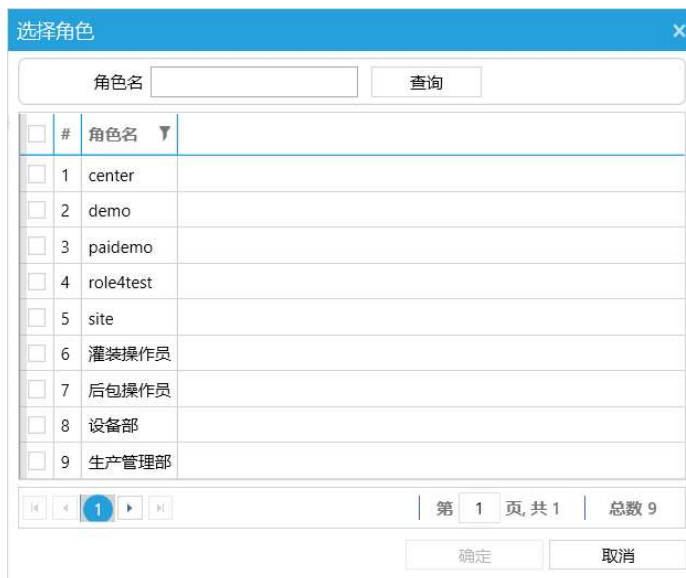 选择角色
角色名 查询
# 角色名
1 center
2 demo
3 paidemo
4 role4test
5 site
6 灌装操作员
7 后包操作员
8 设备部
9 生产管理部
1 第 1 页,共 1 总数 9
确定 取消